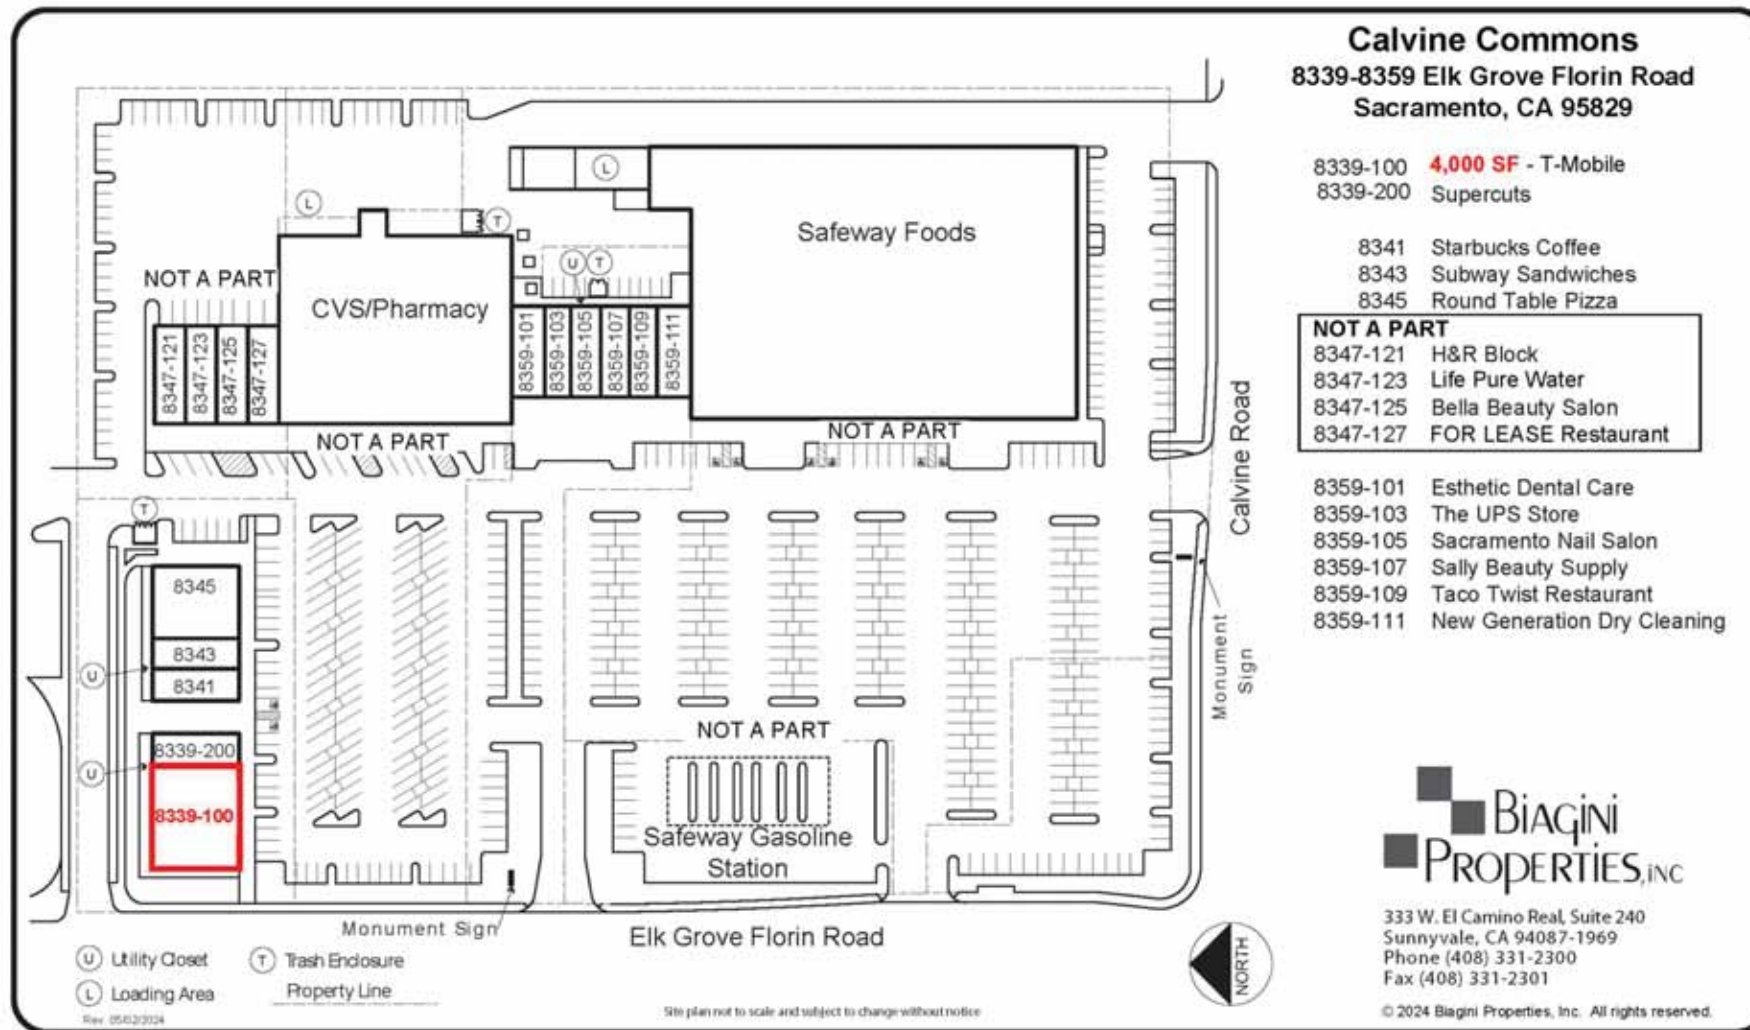 Calvine Commons
8339-8359 Elk Grove Florin Road
Sacramento, CA 95829
8339-100 4,000 SF - T-Mobile
8339-200 Supercuts
8341 Starbucks Coffee
8343 Subway Sandwiches
8345 Round Table Pizza
NOT A PART
8347-121 H&R Block
8347-123 Life Pure Water
8347-125 Bella Beauty Salon
8347-127 FOR LEASE Restaurant
8359-101 Esthetic Dental Care
8359-103 The UPS Store
8359-105 Sacramento Nail Salon
8359-107 Sally Beauty Supply
8359-109 Taco Twist Restaurant
8359-111 New Generation Dry Cleaning
L
L
T
Safeway Foods
U T
NOT A PART
CVS/Pharmacy
8347-121
8347-123
8347-125
8347-127
8359-101
8359-103
8359-105
8359-107
8359-109
8359-111
NOT A PART
NOT A PART
Calvine Road
T
8345
8343
U
8341
Monument
Sign
NOT A PART
8339-200
U
8339-100
Safeway Gasoline
Station
Monument Sign
Elk Grove Florin Road
U Utility Closet
T Trash Enclosure
L Loading Area
Property Line
Rev. 05/02/2024
Site plan not to scale and subject to change without notice
NORTH
BiAGiNi
PROPERTiES, iNC
333 W. El Camino Real, Suite 240
Sunnyvale, CA 94087-1969
Phone (408) 331-2300
Fax (408) 331-2301
© 2024 Biagini Properties, Inc. All rights reserved.